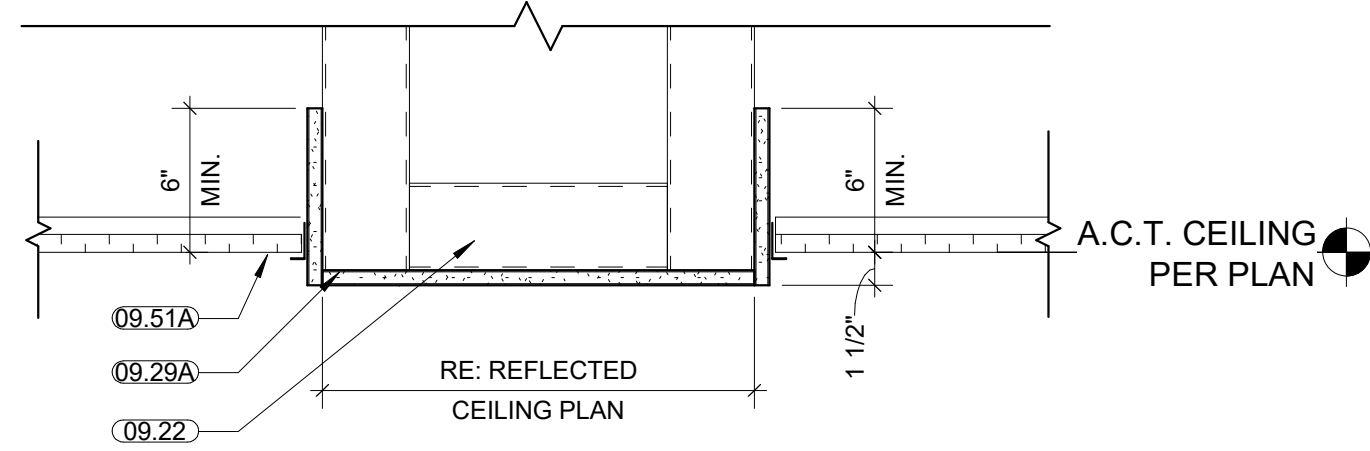 6"
MIN.
6"
MIN.
A.C.T. CEILING
PER PLAN
09.51A
09.29A
09.22
RE: REFLECTED
CEILING PLAN
1 1/2"